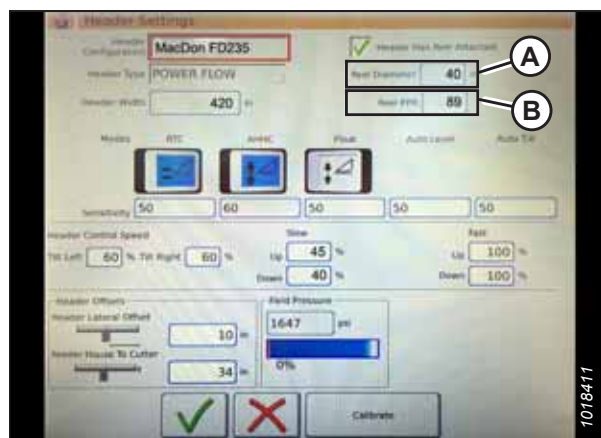 Header Settings
Header Configuration MacDon FD235
Header Has Reel Attached
A
Header Type POWER FLOW
Reel Diameter 40 in
Header Width 420 in
Reel PPR 89
B
Modes RTC AHHC Float Auto Level Auto Tilt
Sensitivity 50 60 50 50 50
Header Control Speed
Slow
Fast
Tilt Left 60 % Tilt Right 60 %
Up 45 %
Up 100 %
Down 40 %
Down 100 %
Header Offsets
Field Pressure
Header Lateral Offset
10 in
1647 psi
Header House To Cutter
34 in
0%
Calibrate
1018411